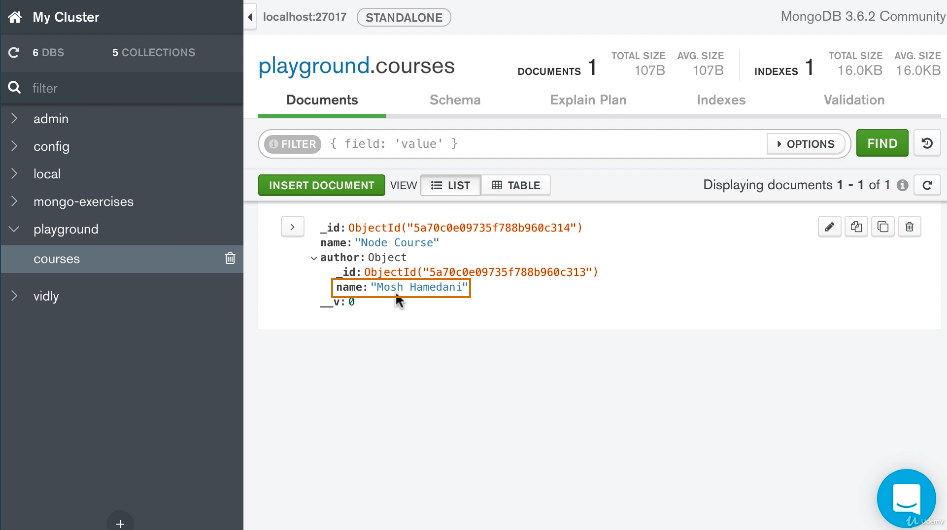 My Cluster
6 DBS 5 COLLECTIONS
filter
admin
config
local
mongo-exercises
playground
courses
vidly
+
localhost:27017 STANDALONE MongoDB 3.6.2 Community
playground.courses
DOCUMENTS 1 TOTAL SIZE 107B AVG. SIZE 107B INDEXES 1 TOTAL SIZE 16.0KB AVG. SIZE 16.0KB
Documents Schema Explain Plan Indexes Validation
FILTER { field: 'value' } OPTIONS FIND
INSERT DOCUMENT VIEW LIST TABLE Displaying documents 1 - 1 of 1
_id: ObjectId("5a70c0e09735f788b960c314")
name: "Node Course"
author: Object
_id: ObjectId("5a70c0e09735f788b960c313")
name: "Mosh Hamedani"
__v: 0
Udemy